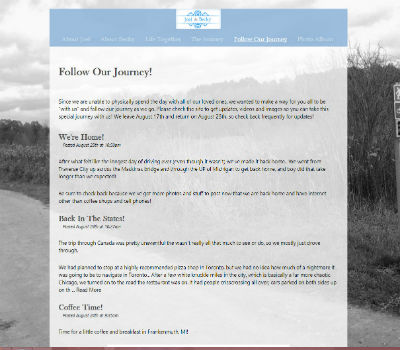 Joel & Becky
About Joel About Becky Life Together The Journey Follow Our Journey Photo Album
Follow Our Journey!
Since we are unable to physically spend the day with all of our loved ones, we wanted to make a way for you all to be
"with us" and follow our journey as we go. Please check this site to get updates, videos and images so you can take this
special journey with us! We leave August 17th and return on August 25th, so check back frequently for updates!
We're Home!
Posted August 25th at 10:30pm
After what felt like the longest day of driving ever (even though it wasn't) we've made it back home. We went from
Traverse City up across the Mackinac bridge and through the UP of Michigan to get back home, and boy did that take
longer than we expected!
Be sure to check back because we've got more photos and stuff to post now that we are back home and have internet
other than coffee shops and cell phones!
Back In The States!
Posted August 25th at
The trip through Canada was pretty uneventful the wasn't really all that much to see or do, so we mostly just drove
through.
We had planned to stop at a highly recommended pizza shop in Toronto, but we had no idea how much of a nightmare it
was going to be to navigate in Toronto... After a few white knuckle miles in the city, which is basically a far more chaotic
Chicago, we turned on to the road the restaurant was on. It had people crisscrossing all over, cars parked on both sides up
on th... Read More
Coffee Time!
Posted August 24th at
Time for a little coffee and breakfast in Frankenmuth, MI!